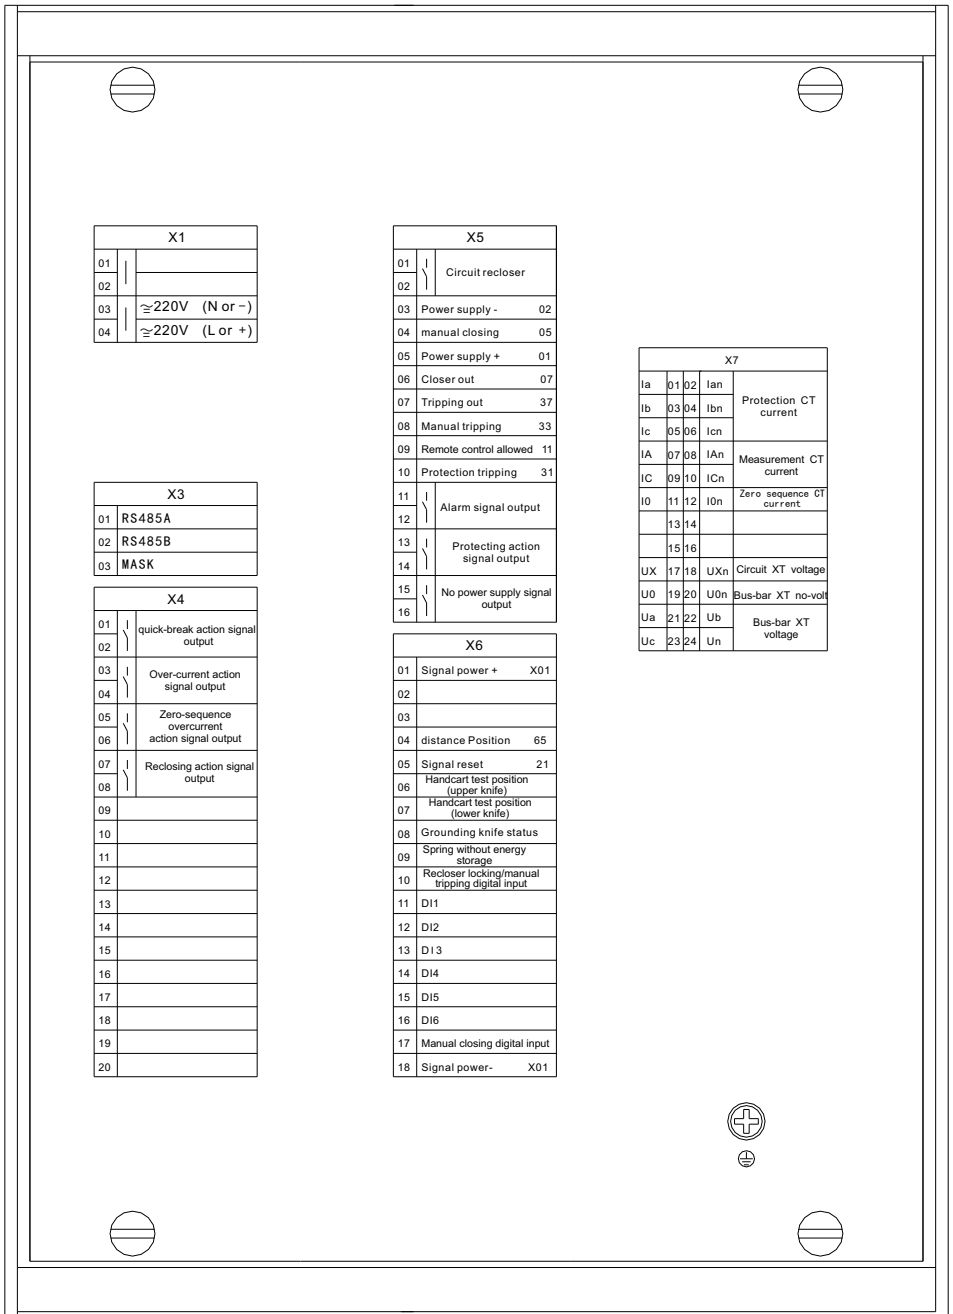 X1
01
02
03 ≃220V (N or −)
04 ≃220V (L or +)
X3
01 RS485A
02 RS485B
03 MASK
X4
01
02
quick-break action signal
output
03
04
Over-current action
signal output
05
06
Zero-sequence
overcurrent
action signal output
07
08
Reclosing action signal
output
09
10
11
12
13
14
15
16
17
18
19
20
X5
01
02
Circuit recloser
03 Power supply - 02
04 manual closing 05
05 Power supply + 01
06 Closer out 07
07 Tripping out 37
08 Manual tripping 33
09 Remote control allowed 11
10 Protection tripping 31
11
12
Alarm signal output
13
14
Protecting action
signal output
15
16
No power supply signal
output
X6
01 Signal power + X01
02
03
04 distance Position 65
05 Signal reset 21
06 Handcart test position
(upper knife)
07 Handcart test position
(lower knife)
08 Grounding knife status
09 Spring without energy
storage
10 Recloser locking/manual
tripping digital input
11 DI1
12 DI2
13 DI3
14 DI4
15 DI5
16 DI6
17 Manual closing digital input
18 Signal power- X01
X7
Ia 01 02 Ian
Ib 03 04 Ibn
Ic 05 06 Icn
Protection CT
current
IA 07 08 IAn
IC 09 10 ICn
Measurement CT
current
I0 11 12 I0n Zero sequence CT
current
13 14
15 16
UX 17 18 UXn Circuit XT voltage
U0 19 20 U0n Bus-bar XT no-volt
Ua 21 22 Ub
Uc 23 24 Un
Bus-bar XT
voltage